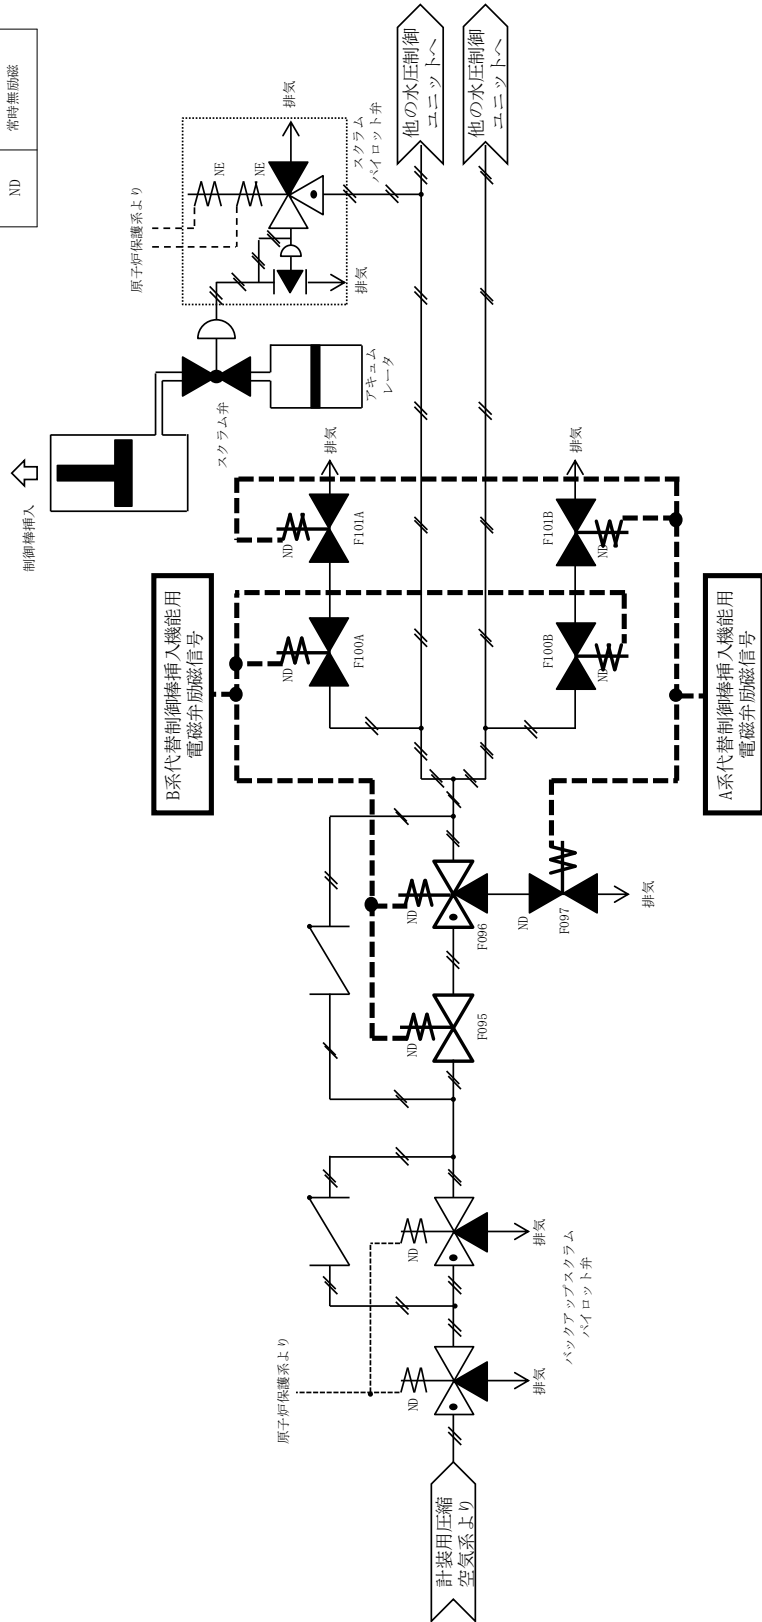 ND
常時無励磁
他の水圧制御
ユニットへ
他の水圧制御
ユニットへ
排気
スクラム
パイロット弁
NE
NE
原子炉保護系より
排気
スクラム弁
アキュム
レータ
制御棒挿入
排気
ND
F101A
排気
F101B
ND
B系代替制御棒挿入機能用
電磁弁励磁信号
ND
F100A
F100B
ND
A系代替制御棒挿入機能用
電磁弁励磁信号
ND
F096
ND
F097
排気
ND
F095
ND
排気
バックアップスクラム
パイロット弁
原子炉保護系より
ND
排気
計装用圧縮
空気系より